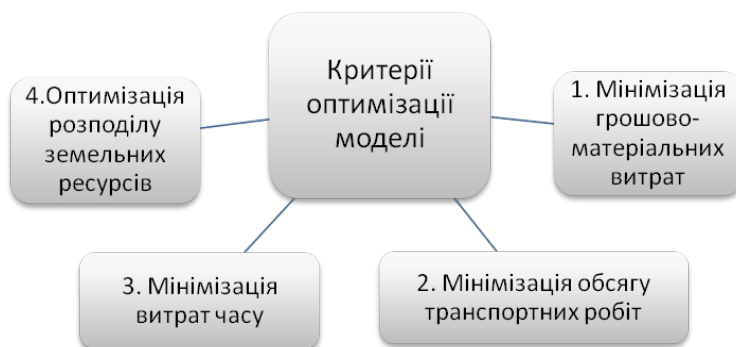 Критерії
оптимізації
моделі
1. Мінімізація
грошово-
матеріальних
витрат
2. Мінімізація обсягу
транспортних робіт
3. Мінімізація
витрат часу
4.Оптимізація
розподілу
земельних
ресурсів